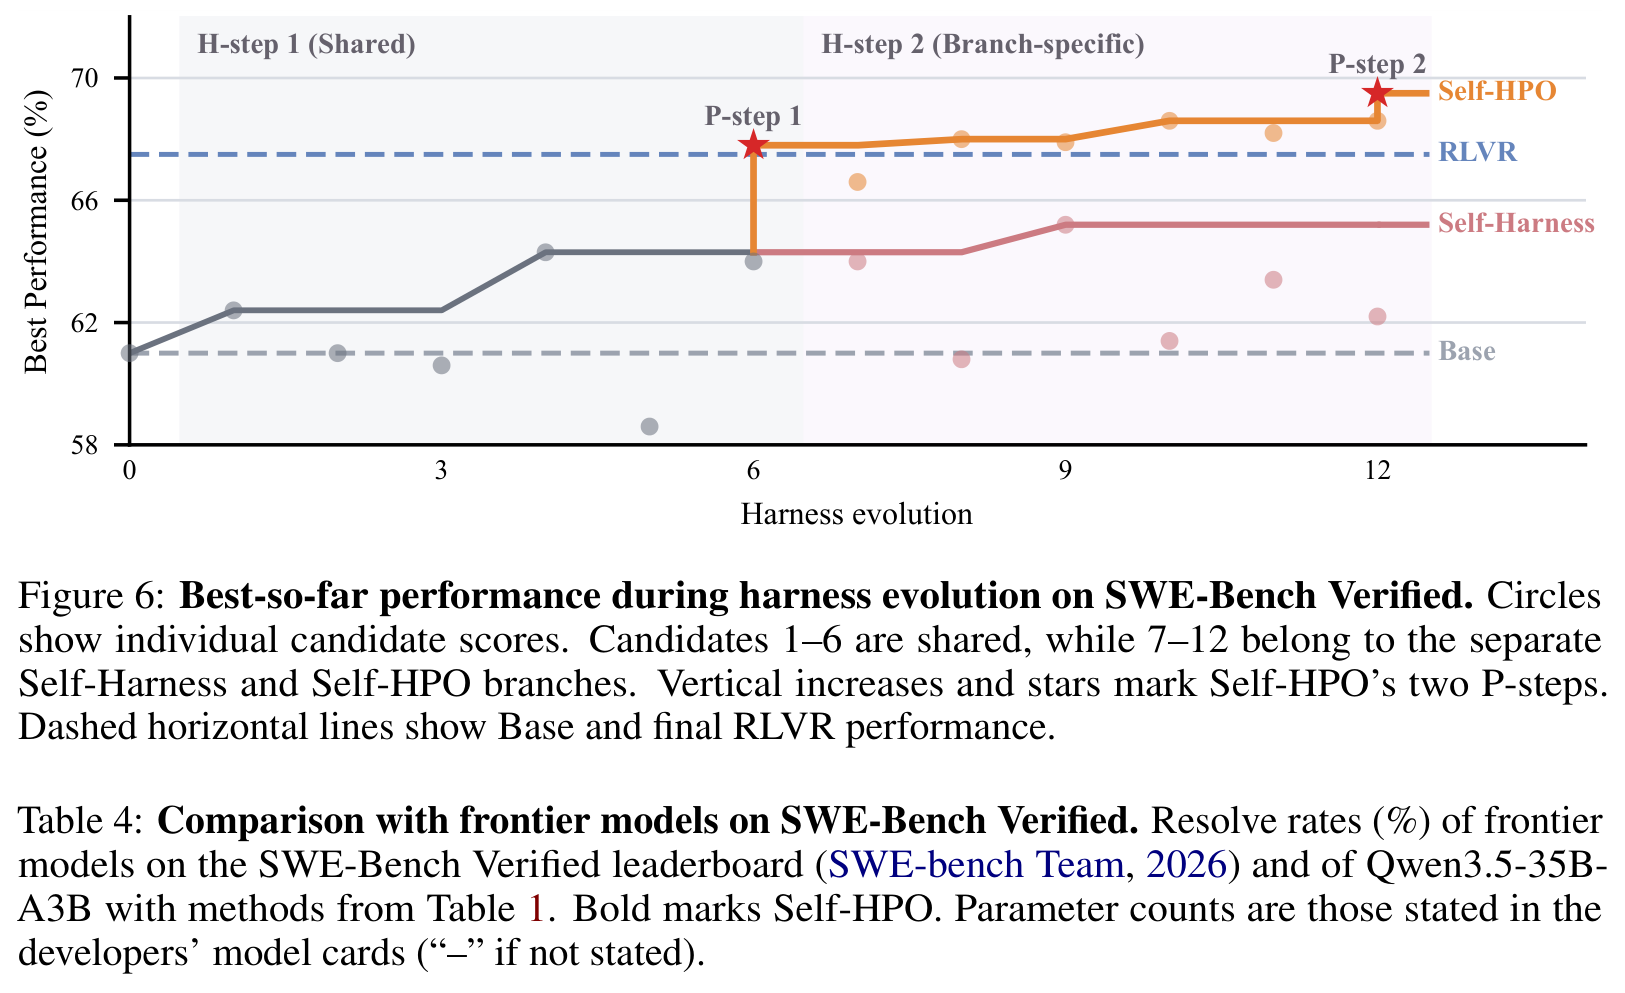 H-step 1 (Shared)
H-step 2 (Branch-specific)
P-step 2
70
Self-HPO
P-step 1
RLVR
66
Self-Harness
62
Base
58
Best Performance (%)
0
3
6
9
12
Harness evolution
Figure 6: Best-so-far performance during harness evolution on SWE-Bench Verified. Circles
show individual candidate scores. Candidates 1–6 are shared, while 7–12 belong to the separate
Self-Harness and Self-HPO branches. Vertical increases and stars mark Self-HPO’s two P-steps.
Dashed horizontal lines show Base and final RLVR performance.
Table 4: Comparison with frontier models on SWE-Bench Verified. Resolve rates (%) of frontier
models on the SWE-Bench Verified leaderboard (SWE-bench Team, 2026) and of Qwen3.5-35B-
A3B with methods from Table 1. Bold marks Self-HPO. Parameter counts are those stated in the
developers’ model cards (“–” if not stated).